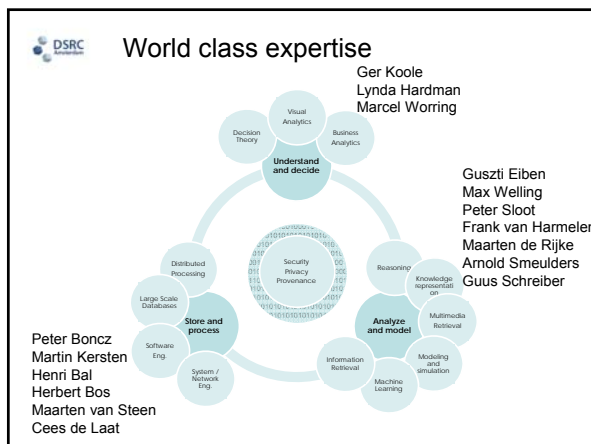 DSRC
Amsterdam
World class expertise
Ger Koole
Lynda Hardman
Marcel Worring
Visual
Analytics
Decision
Theory
Business
Analytics
Understand
and decide
Guszti Eiben
Max Welling
Peter Sloot
Frank van Harmelen
Maarten de Rijke
Arnold Smeulders
Guus Schreiber
Security
Privacy
Provenance
Distributed
Processing
Large Scale
Databases
Store and
process
Software
Eng.
System /
Network
Eng.
Reasoning
Knowledge
representati
on
Multimedia
Retrieval
Analyze
and model
Modeling
and
simulation
Information
Retrieval
Machine
Learning
Peter Boncz
Martin Kersten
Henri Bal
Herbert Bos
Maarten van Steen
Cees de Laat